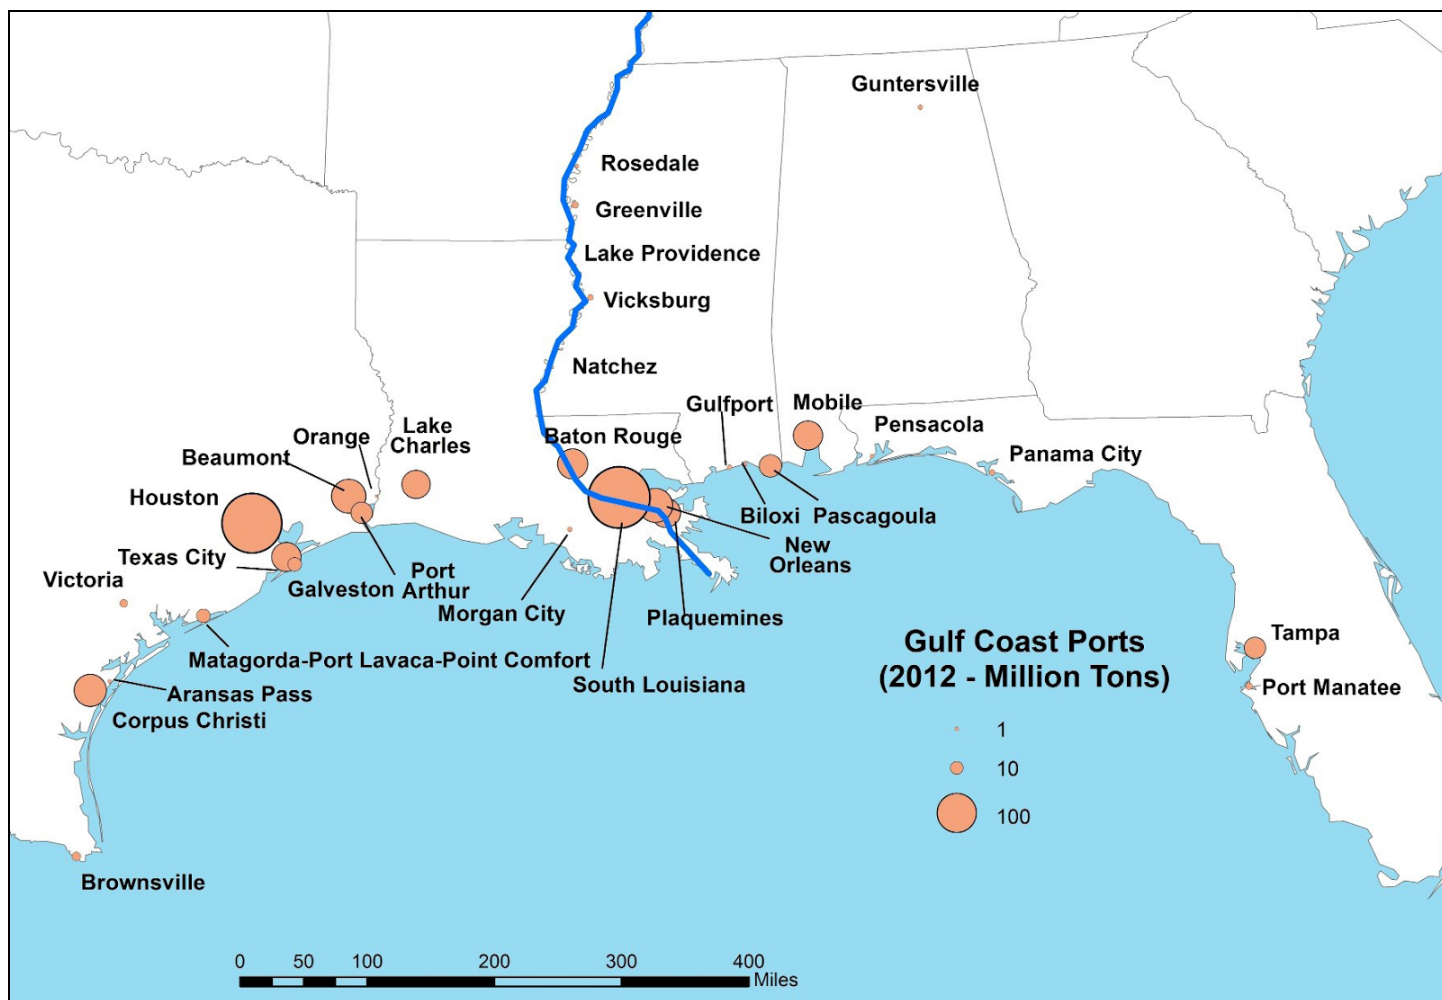 Guntersville
Rosedale
Greenville
Lake Providence
Vicksburg
Natchez
Gulfport
Mobile
Pensacola
Panama City
Orange
Lake
Charles
Baton Rouge
Beaumont
Houston
Biloxi Pascagoula
Texas City
New
Orleans
Victoria
Galveston
Port
Arthur
Morgan City
Plaquemines
Matagorda-Port Lavaca-Point Comfort
South Louisiana
Aransas Pass
Corpus Christi
Tampa
Port Manatee
Gulf Coast Ports
(2012 - Million Tons)
1
10
100
Brownsville
0 50 100 200 300 400
Miles